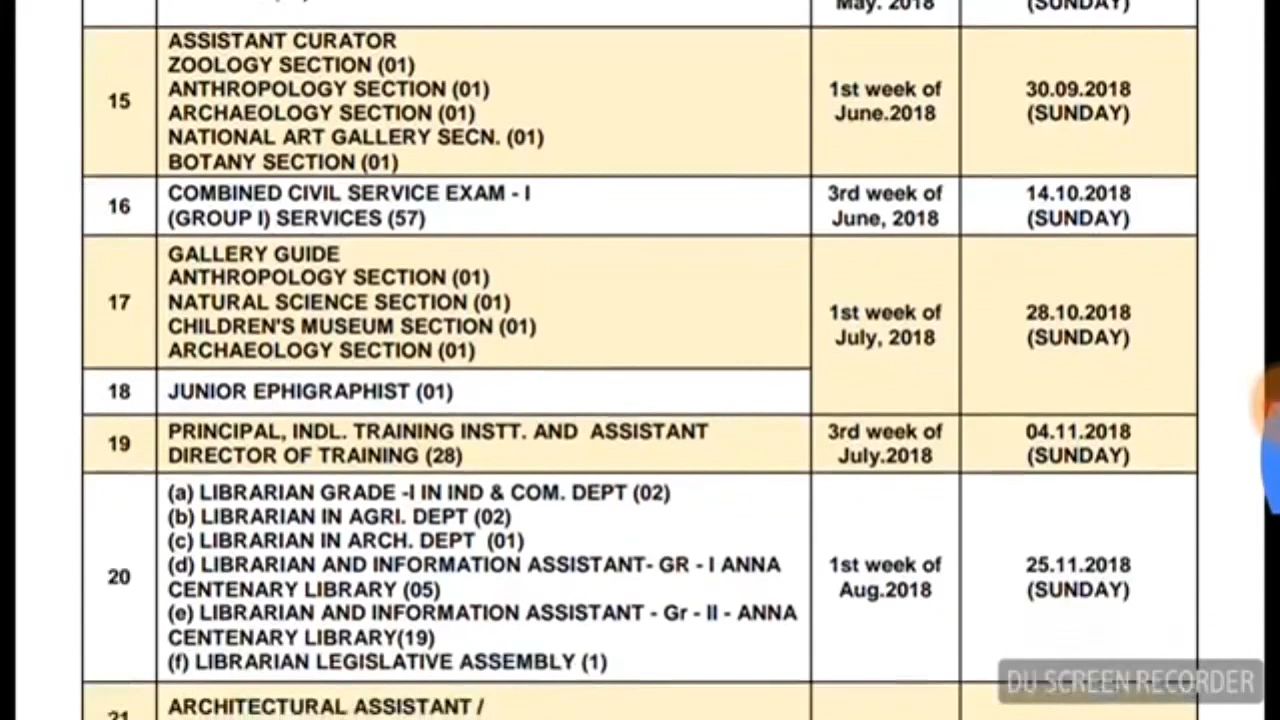 May. 2018
(SUNDAY)
15
ASSISTANT CURATOR
ZOOLOGY SECTION (01)
ANTHROPOLOGY SECTION (01)
ARCHAEOLOGY SECTION (01)
NATIONAL ART GALLERY SECN. (01)
BOTANY SECTION (01)
1st week of
June.2018
30.09.2018
(SUNDAY)
16
COMBINED CIVIL SERVICE EXAM - I
(GROUP I) SERVICES (57)
3rd week of
June, 2018
14.10.2018
(SUNDAY)
17
GALLERY GUIDE
ANTHROPOLOGY SECTION (01)
NATURAL SCIENCE SECTION (01)
CHILDREN'S MUSEUM SECTION (01)
ARCHAEOLOGY SECTION (01)
1st week of
July, 2018
28.10.2018
(SUNDAY)
18
JUNIOR EPHIGRAPHIST (01)
19
PRINCIPAL, INDL. TRAINING INSTT. AND ASSISTANT
DIRECTOR OF TRAINING (28)
3rd week of
July.2018
04.11.2018
(SUNDAY)
20
(a) LIBRARIAN GRADE -I IN IND & COM. DEPT (02)
(b) LIBRARIAN IN AGRI. DEPT (02)
(c) LIBRARIAN IN ARCH. DEPT (01)
(d) LIBRARIAN AND INFORMATION ASSISTANT- GR - I ANNA
CENTENARY LIBRARY (05)
(e) LIBRARIAN AND INFORMATION ASSISTANT - Gr - II - ANNA
CENTENARY LIBRARY(19)
(f) LIBRARIAN LEGISLATIVE ASSEMBLY (1)
1st week of
Aug.2018
25.11.2018
(SUNDAY)
21
ARCHITECTURAL ASSISTANT /
DU SCREEN RECORDER